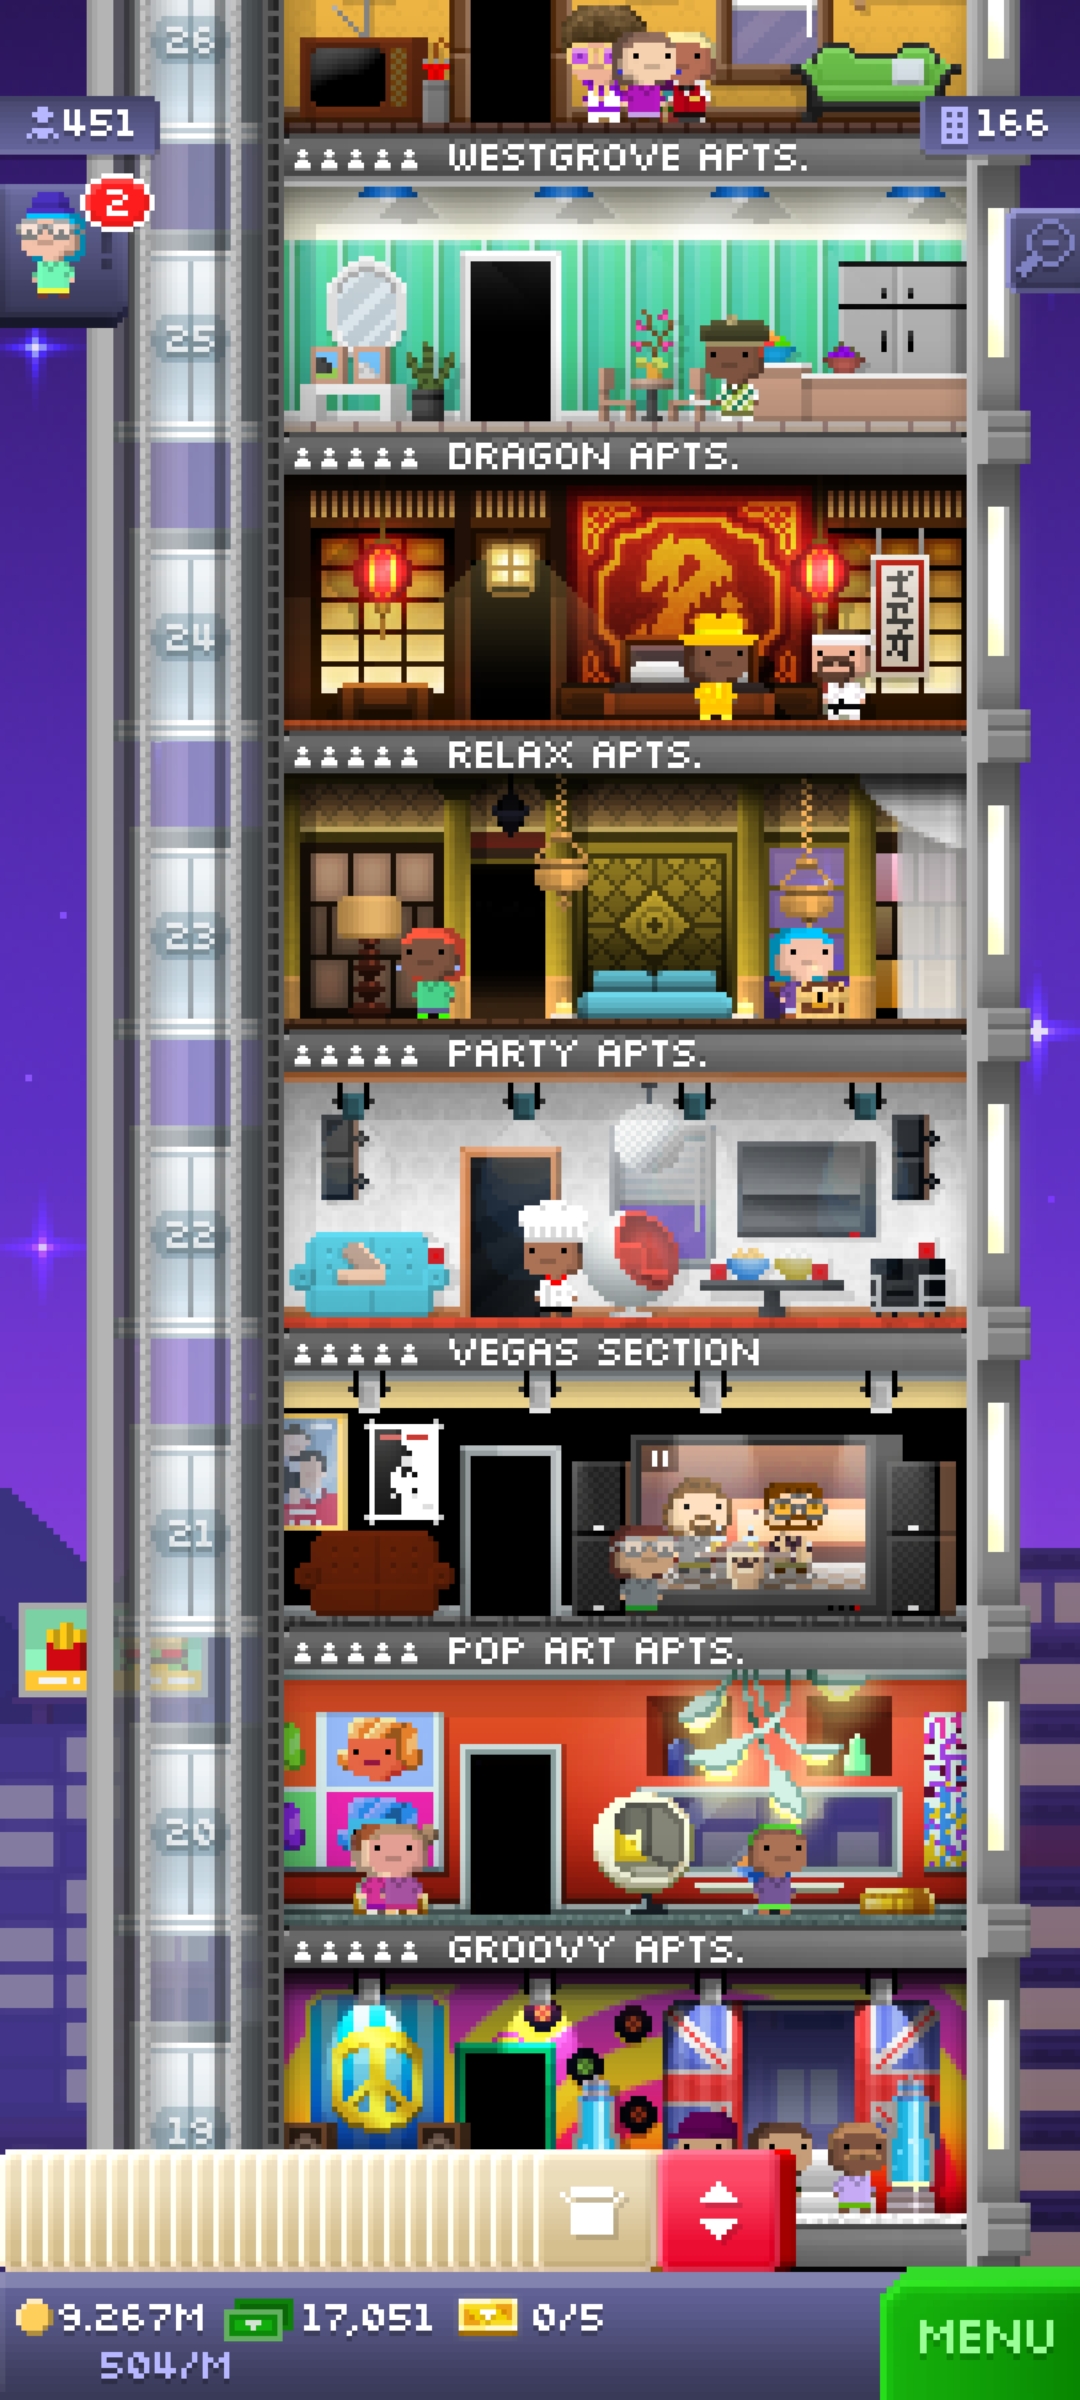 26
451
166
WESTGROVE APTS.
2
25
DRAGON APTS.
24
RELAX APTS.
23
PARTY APTS.
22
VEGAS SECTION
21
POP ART APTS.
20
GROOVY APTS.
19
9.267M 17,051 0/5
504/M
MENU